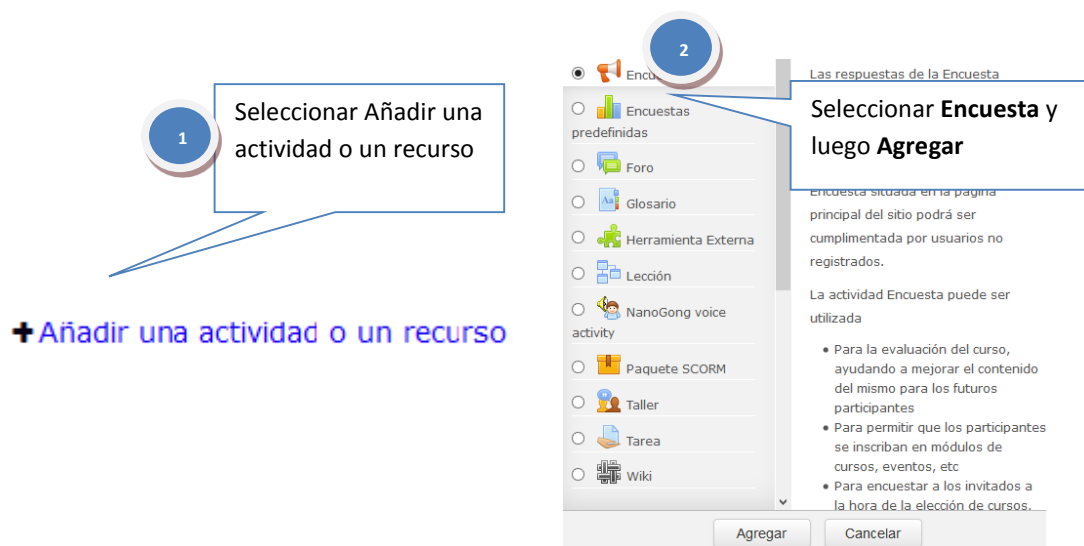 1
Seleccionar Añadir una
actividad o un recurso
+Añadir una actividad o un recurso
2
Seleccionar Encuesta y
luego Agregar
Encuestas
predefinidas
Foro
Glosario
Herramienta Externa
Lección
NanoGong voice
activity
Paquete SCORM
Taller
Tarea
Wiki
Las respuestas de la Encuesta
Encuesta situada en la página
principal del sitio podrá ser
cumplimentada por usuarios no
registrados.
La actividad Encuesta puede ser
utilizada
• Para la evaluación del curso,
ayudando a mejorar el contenido
del mismo para los futuros
participantes
• Para permitir que los participantes
se inscriban en módulos de
cursos, eventos, etc
• Para encuestar a los invitados a
la hora de la elección de cursos,
Agregar
Cancelar